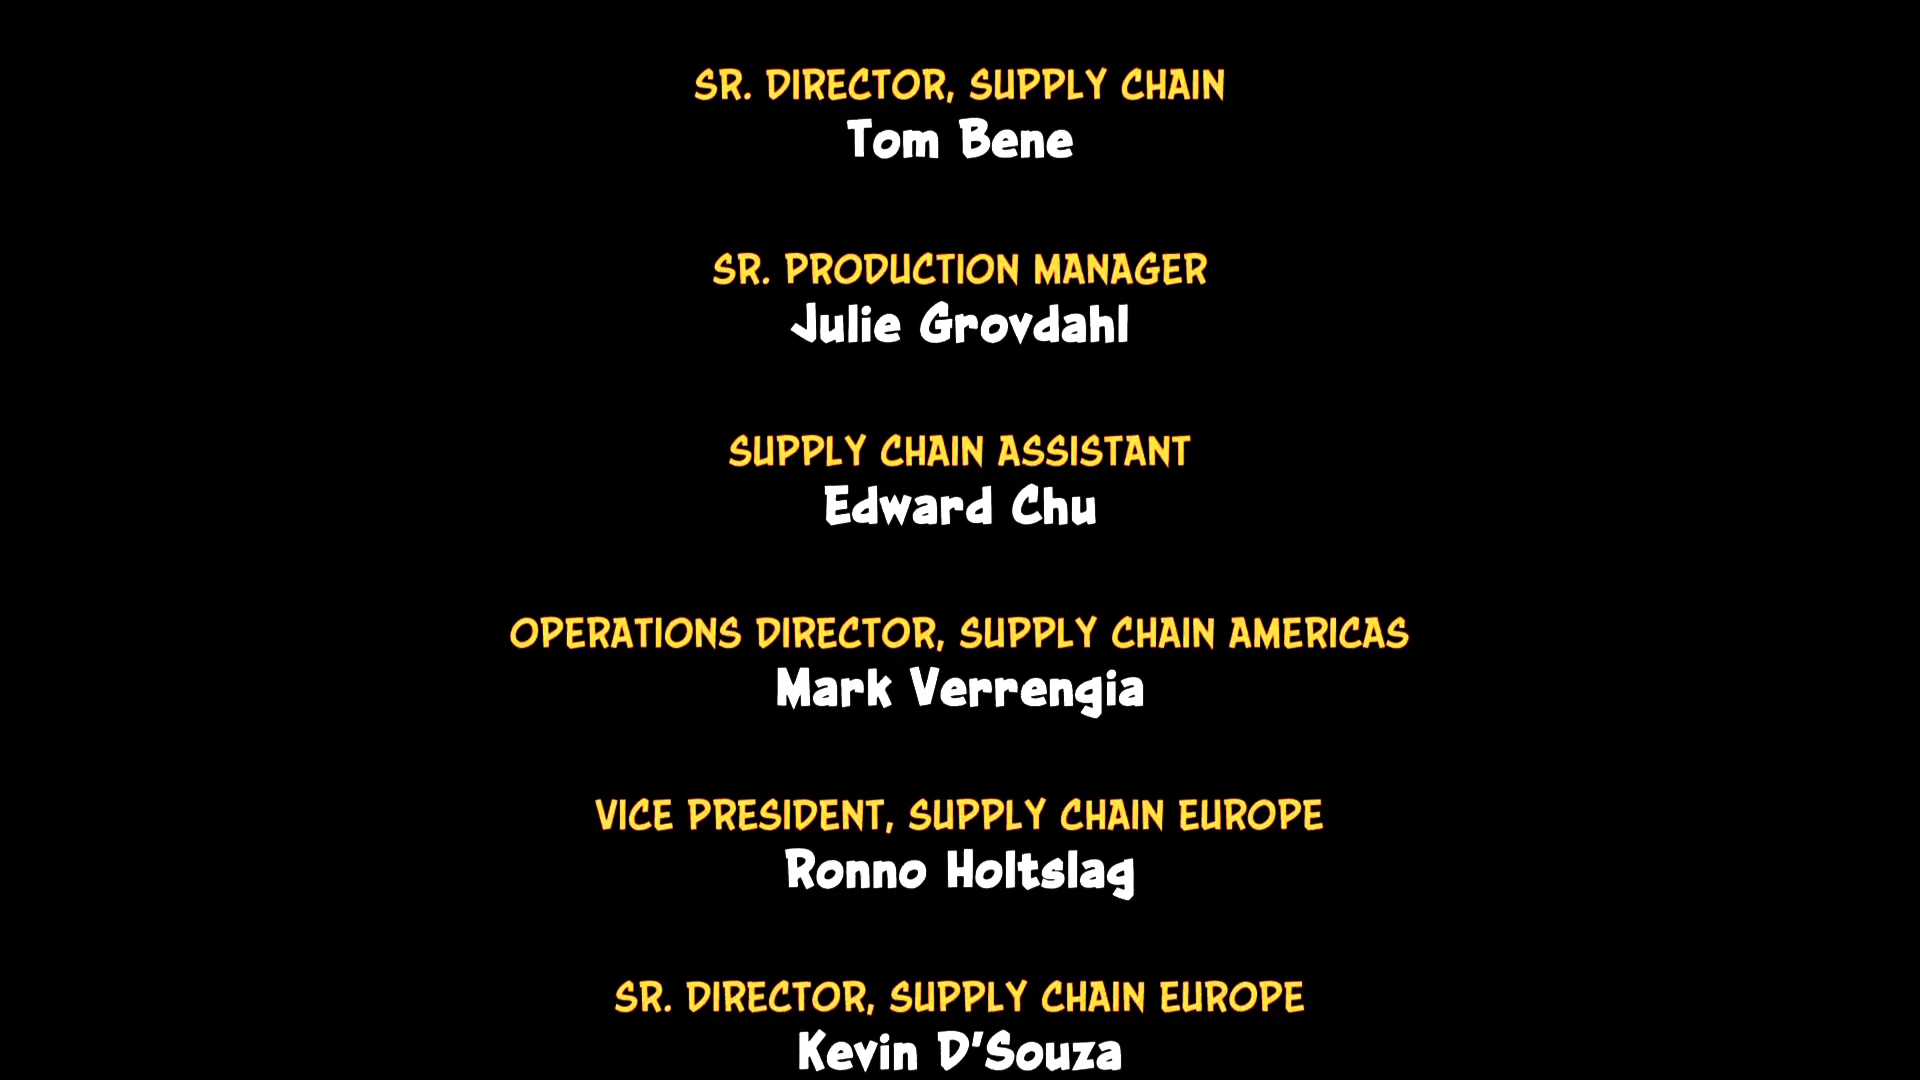 SR. DIRECTOR, SUPPLY CHAIN
Tom Bene
SR. PRODUCTION MANAGER
Julie Grovdahl
SUPPLY CHAIN ASSISTANT
Edward Chu
OPERATIONS DIRECTOR, SUPPLY CHAIN AMERICAS
Mark Verrengia
VICE PRESIDENT, SUPPLY CHAIN EUROPE
Ronno Holtslag
SR. DIRECTOR, SUPPLY CHAIN EUROPE
Kevin D'Souza